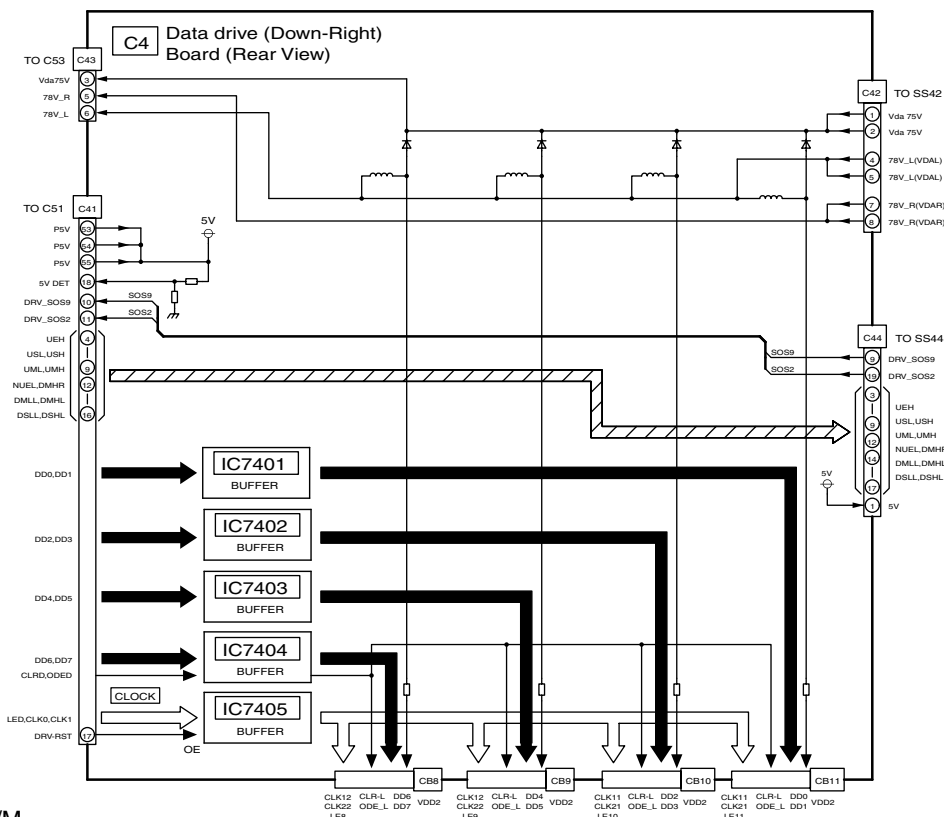 C4 Data drive (Down-Right)
Board (Rear View)
TO C53 C43
3 Vda75V
5 78V_R
6 78V_L
C42 TO SS42
1 Vda 75V
2 Vda 75V
4 78V_L(VDAL)
5 78V_L(VDAL)
7 78V_R(VDAR)
8 78V_R(VDAR)
TO C51 C41
P5V 53
P5V 54
P5V 55
5V
5V DET 18
DRV_SOS9 10 SOS9
DRV_SOS2 11 SOS2
UEH 4
USL,USH
UML,UMH 9
NUEL,DMHR 12
DMLL,DMHL
DSLL,DSHL 16
C44 TO SS44
SOS9 9 DRV_SOS9
SOS2 19 DRV_SOS2
3
UEH
9 USL,USH
12 UML,UMH
NUEL,DMHR
14 DMLL,DMHL
DSLL,DSHL
17
5V
1 5V
DD0,DD1
IC7401
BUFFER
DD2,DD3
IC7402
BUFFER
DD4,DD5
IC7403
BUFFER
DD6,DD7
CLRD,ODED
IC7404
BUFFER
CLOCK
LED,CLK0,CLK1
DRV-RST 17
OE
IC7405
BUFFER
CB8 CB9 CB10 CB11
CLK12 CLR-L DD6 VDD2
CLK22 ODE_L DD7
LE8
CLK12 CLR-L DD4 VDD2
CLK22 ODE_L DD5
LE9
CLK11 CLR-L DD2 VDD2
CLK21 ODE_L DD3
LE10
CLK11 CLR-L DD0 VDD2
CLK21 ODE_L DD1
LE11